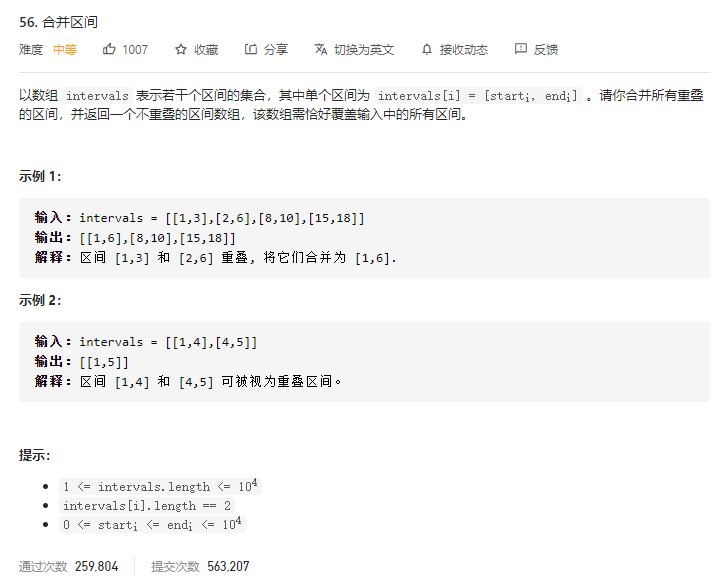 56. 合并区间
难度 中等 1007 收藏 分享 切换为英文 接收动态 反馈
以数组 intervals 表示若干个区间的集合，其中单个区间为 intervals[i] = [starti, endi] 。请你合并所有重叠
的区间，并返回一个不重叠的区间数组，该数组需恰好覆盖输入中的所有区间。
示例 1：
输入：intervals = [[1,3],[2,6],[8,10],[15,18]]
输出：[[1,6],[8,10],[15,18]]
解释：区间 [1,3] 和 [2,6] 重叠, 将它们合并为 [1,6].
示例 2：
输入：intervals = [[1,4],[4,5]]
输出：[[1,5]]
解释：区间 [1,4] 和 [4,5] 可被视为重叠区间。
提示：
1 <= intervals.length <= 10⁴
intervals[i].length == 2
0 <= starti <= endi <= 10⁴
通过次数 259,804 提交次数 563,207